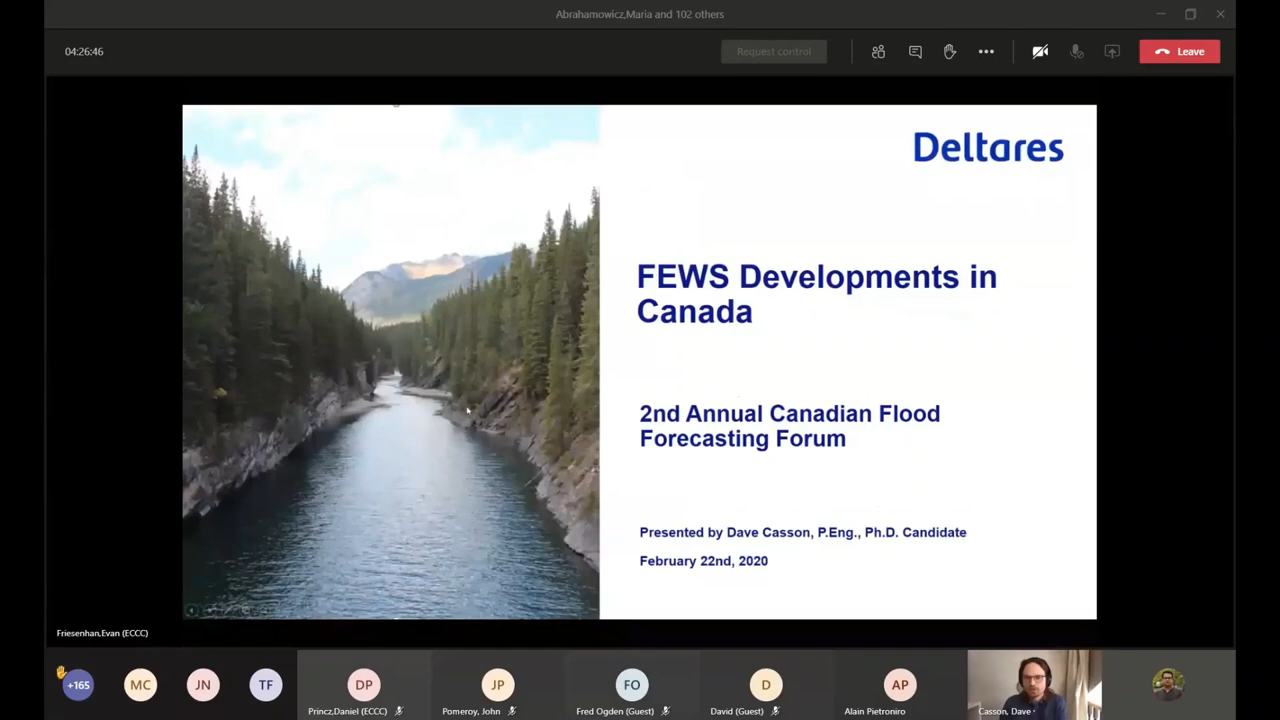 Abrahamowicz,Maria and 102 others
04:26:46
Request control
Leave
Deltares
FEWS Developments in
Canada
2nd Annual Canadian Flood
Forecasting Forum
Presented by Dave Casson, P.Eng., Ph.D. Candidate
February 22nd, 2020
Friesenhan,Evan (ECCC)
+165
MC
JN
TF
DP
JP
FO
D
AP
Princz,Daniel (ECCC)
Pomeroy, John
Fred Ogden (Guest)
David (Guest)
Alain Pietroniro
Casson, Dave